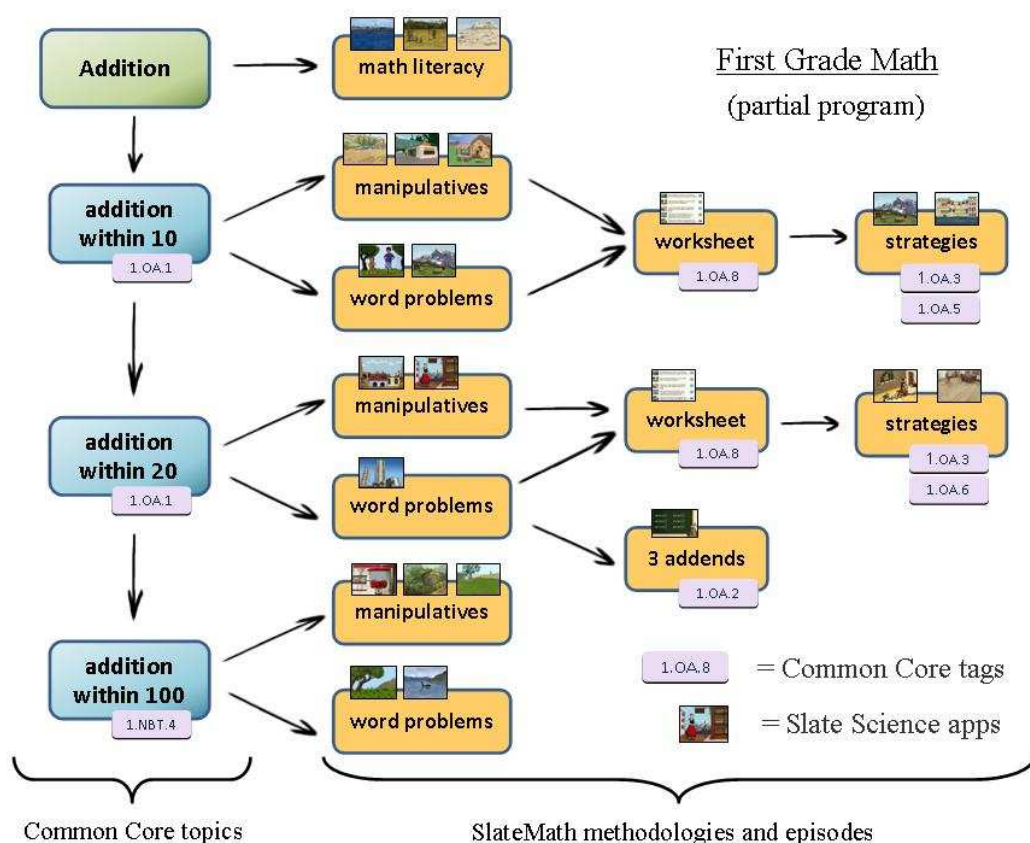 First Grade Math
(partial program)
Addition
math literacy
addition
within 10
1.OA.1
manipulatives
word problems
worksheet
1.OA.8
strategies
1.OA.3
1.OA.5
addition
within 20
1.OA.1
manipulatives
word problems
worksheet
1.OA.8
strategies
1.OA.3
1.OA.6
3 addends
1.OA.2
addition
within 100
1.NBT.4
manipulatives
word problems
1.OA.8 = Common Core tags
= Slate Science apps
Common Core topics
SlateMath methodologies and episodes